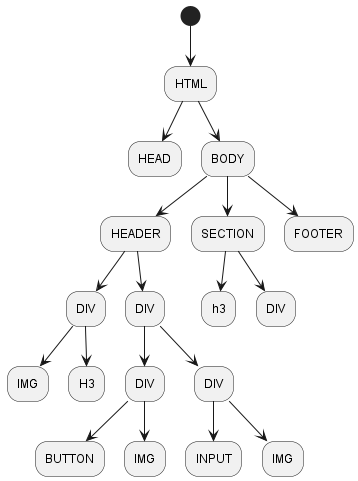 HTML
HEAD
BODY
HEADER
SECTION
FOOTER
DIV
DIV
h3
DIV
IMG
H3
DIV
DIV
BUTTON
IMG
INPUT
IMG